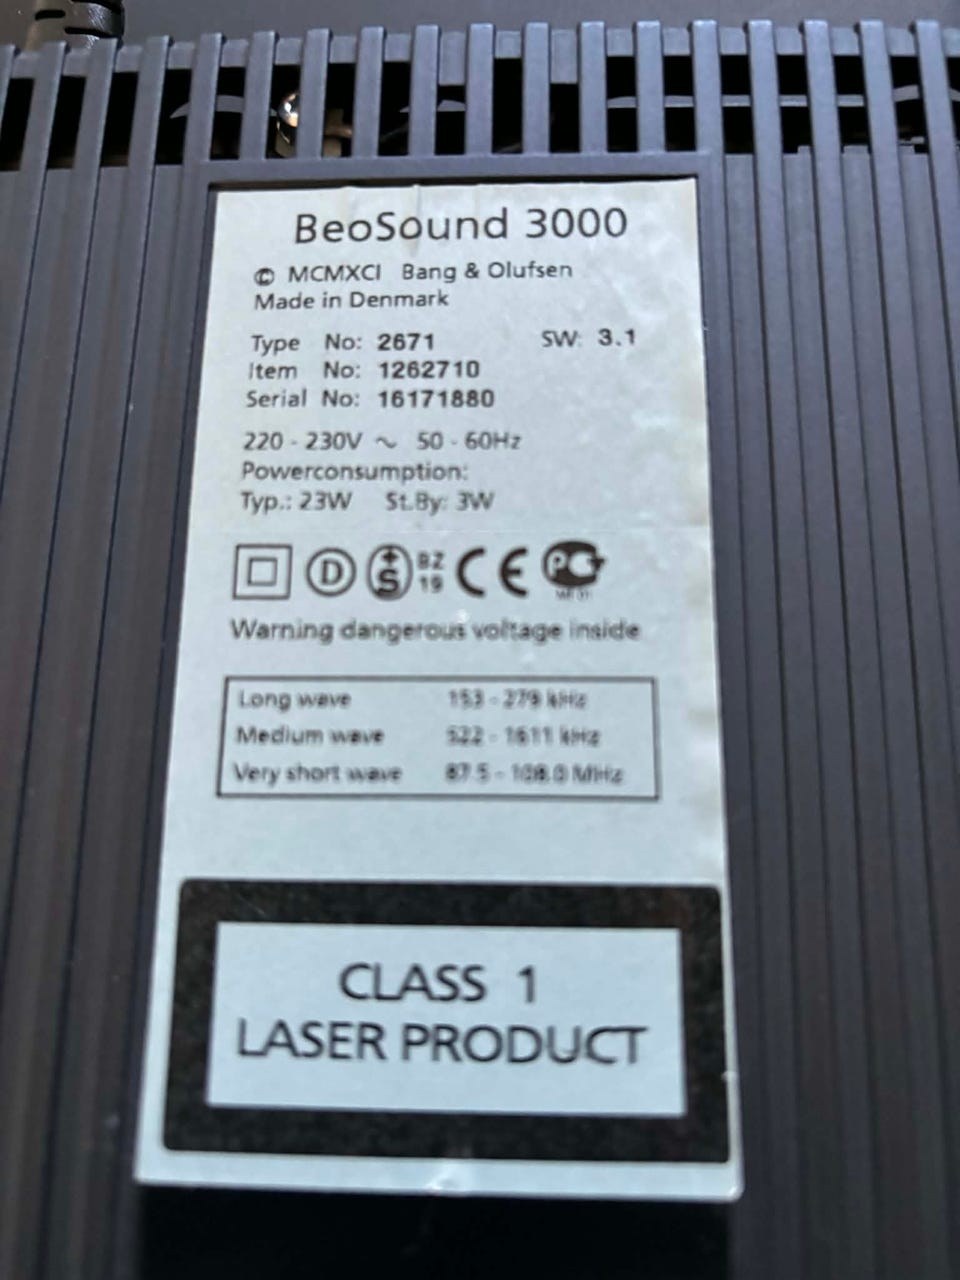 BeoSound 3000
© MCMXCI Bang & Olufsen
Made in Denmark
Type No: 2671 SW: 3.1
Item No: 1262710
Serial No: 16171880
220 - 230V ~ 50 - 60Hz
Powerconsumption:
Typ.: 23W St.By: 3W
D +S BZ 19 CE PCT
Warning dangerous voltage inside
Long wave 153 - 279 kHz
Medium wave 522 - 1611 kHz
Very short wave 87.5 - 108.0 MHz
CLASS 1
LASER PRODUCT